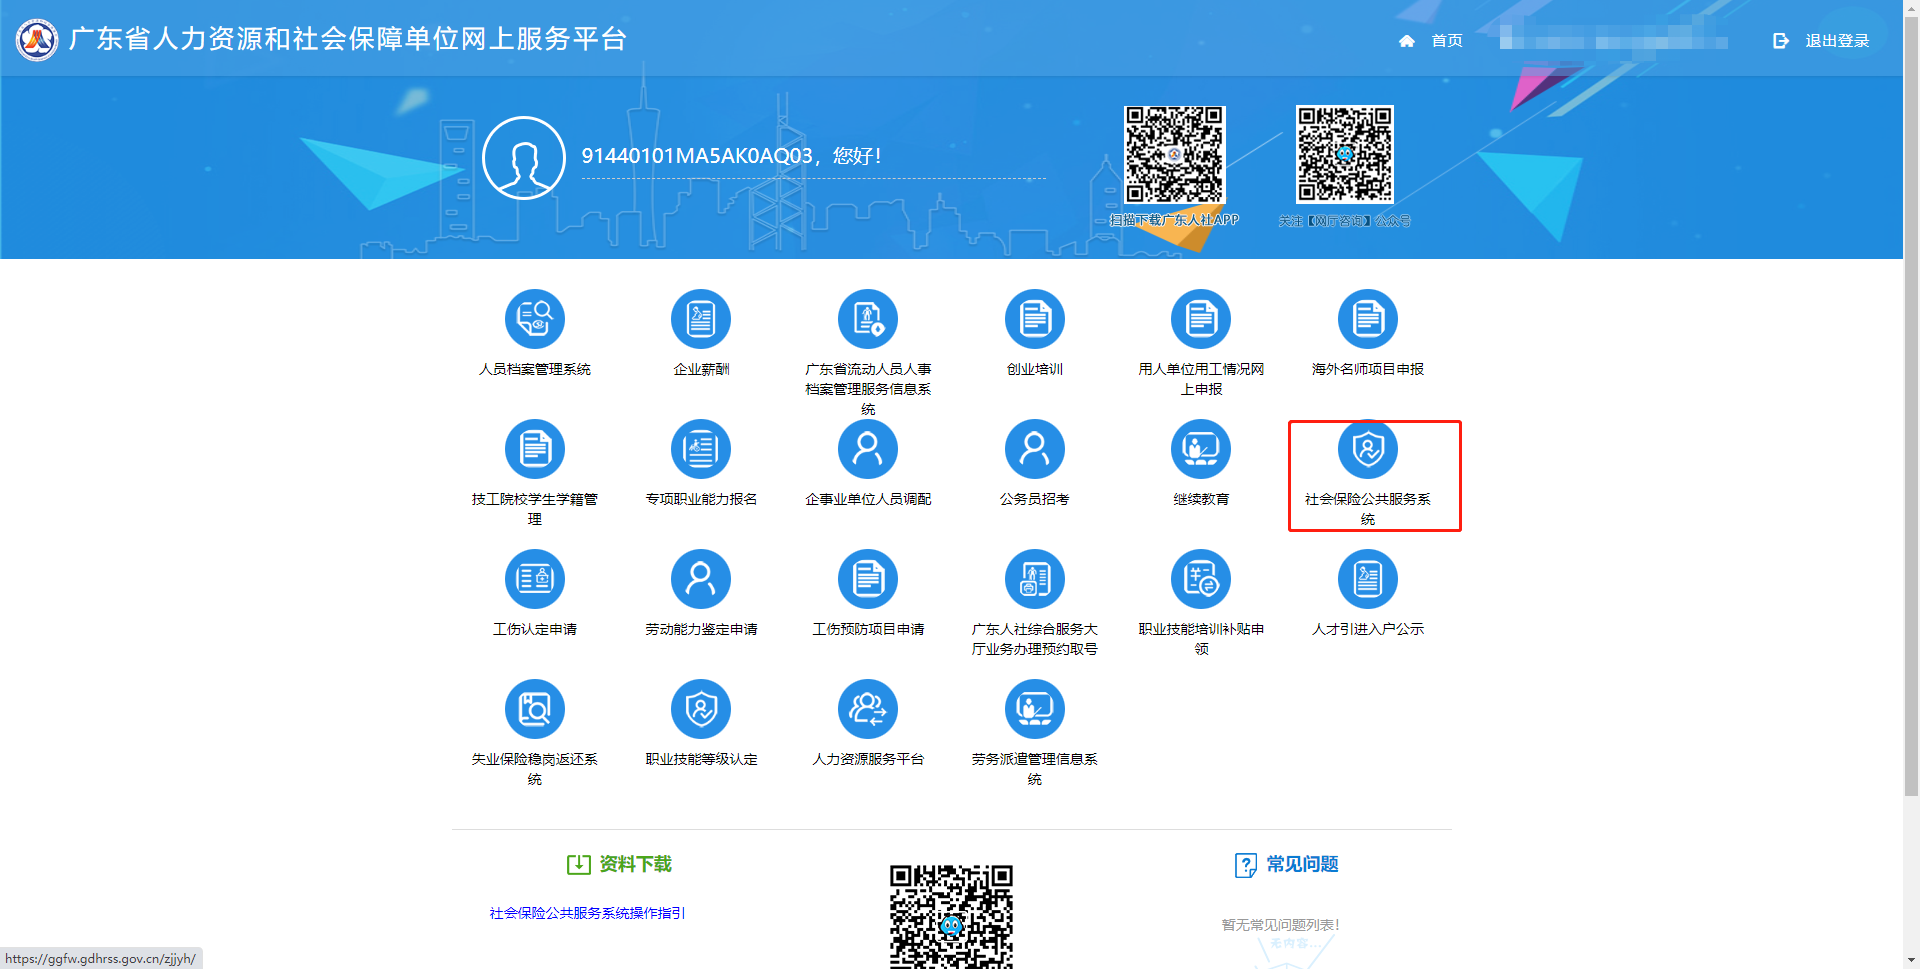 广东省人力资源和社会保障单位网上服务平台
首页
退出登录
91440101MA5AK0AQ03，您好！
扫描下载广东人社APP
关注【网厅咨询】公众号
人员档案管理系统
企业薪酬
广东省流动人员人事
档案管理服务信息系
统
创业培训
用人单位用工情况网
上申报
海外名师项目申报
技工院校学生学籍管
理
专项职业能力报名
企事业单位人员调配
公务员招考
继续教育
社会保险公共服务系
统
工伤认定申请
劳动能力鉴定申请
工伤预防项目申请
广东人社综合服务大
厅业务办理预约取号
职业技能培训补贴申
领
人才引进入户公示
失业保险稳岗返还系
统
职业技能等级认定
人力资源服务平台
劳务派遣管理信息系
统
资料下载
常见问题
社会保险公共服务系统操作指引
暂无常见问题列表！
无内容...
https://ggfw.gdhrss.gov.cn/zjjyh/